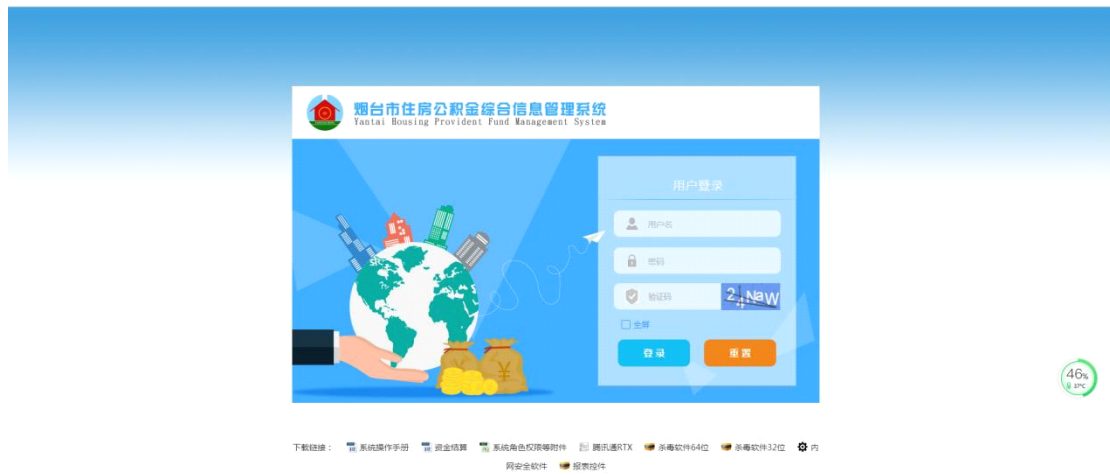 烟台市住房公积金综合信息管理系统
Yantai Housing Provident Fund Management System
用户登录
用户名
密码
验证码 24Naw
全屏
登录 重置
46%
37℃
下载链接： 系统操作手册 资金结算 系统角色权限等附件 腾讯通RTX 杀毒软件64位 杀毒软件32位 内
网安全软件 报表控件